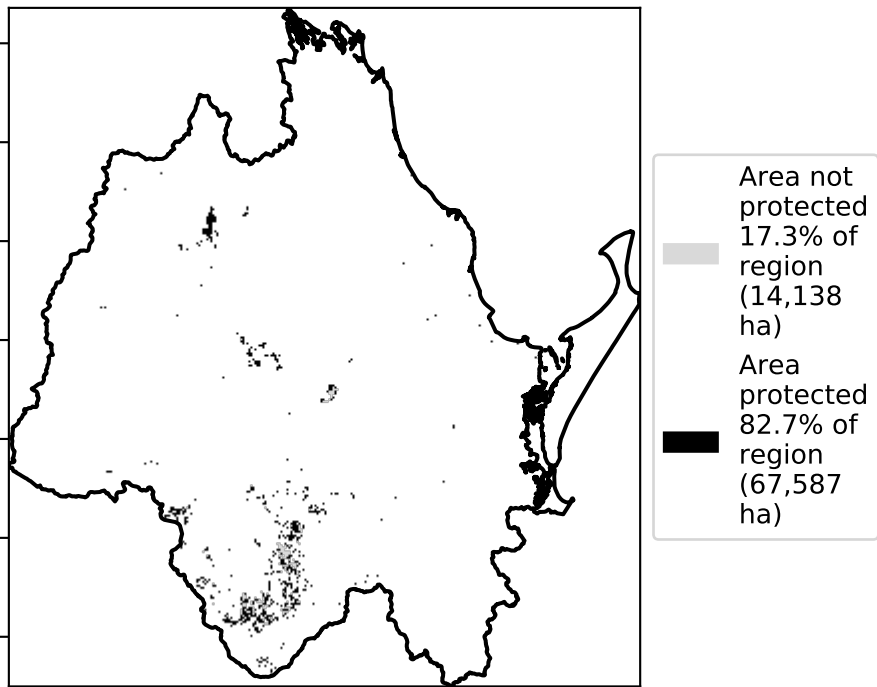 Area not
protected
17.3% of
region
(14,138
ha)
Area
protected
82.7% of
region
(67,587
ha)